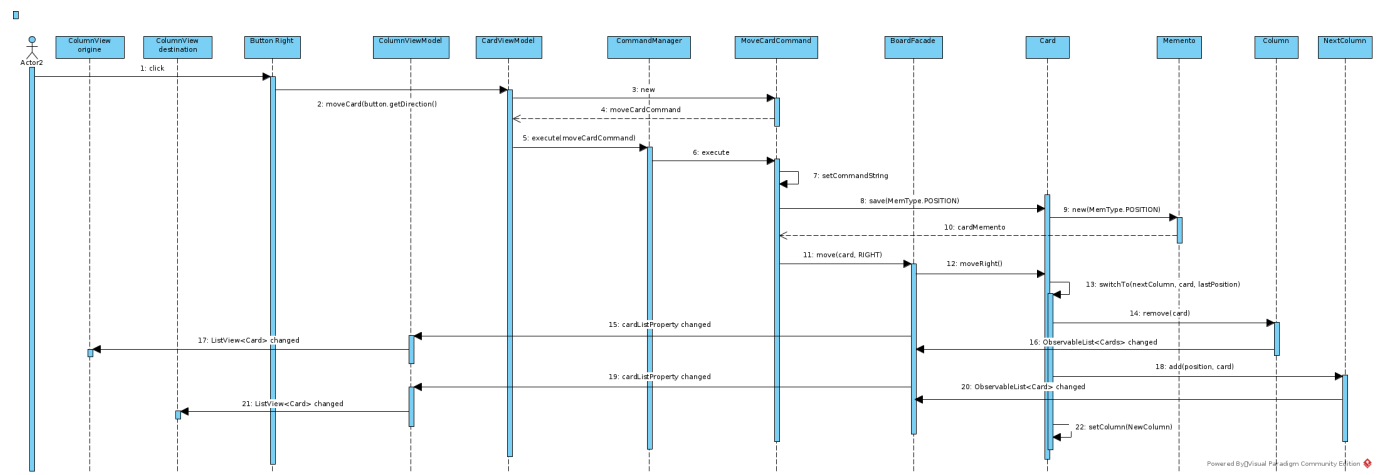 ColumnView
origine
ColumnView
destination
Button Right
ColumnViewModel
CardViewModel
CommandManager
MoveCardCommand
BoardFacade
Card
Memento
Column
NextColumn
Actor2
1: click
2: moveCard(button.getDirection()
3: new
4: moveCardCommand
5: execute(moveCardCommand)
6: execute
7: setCommandString
8: save(MemType.POSITION)
9: new(MemType.POSITION)
10: cardMemento
11: move(card, RIGHT)
12: moveRight()
13: switchTo(nextColumn, card, lastPosition)
14: remove(card)
15: cardListProperty changed
17: ListView<Card> changed
16: ObservableList<Cards> changed
18: add(position, card)
19: cardListProperty changed
20: ObservableList<Card> changed
21: ListView<Card> changed
22: setColumn(NewColumn)
Powered By Visual Paradigm Community Edition